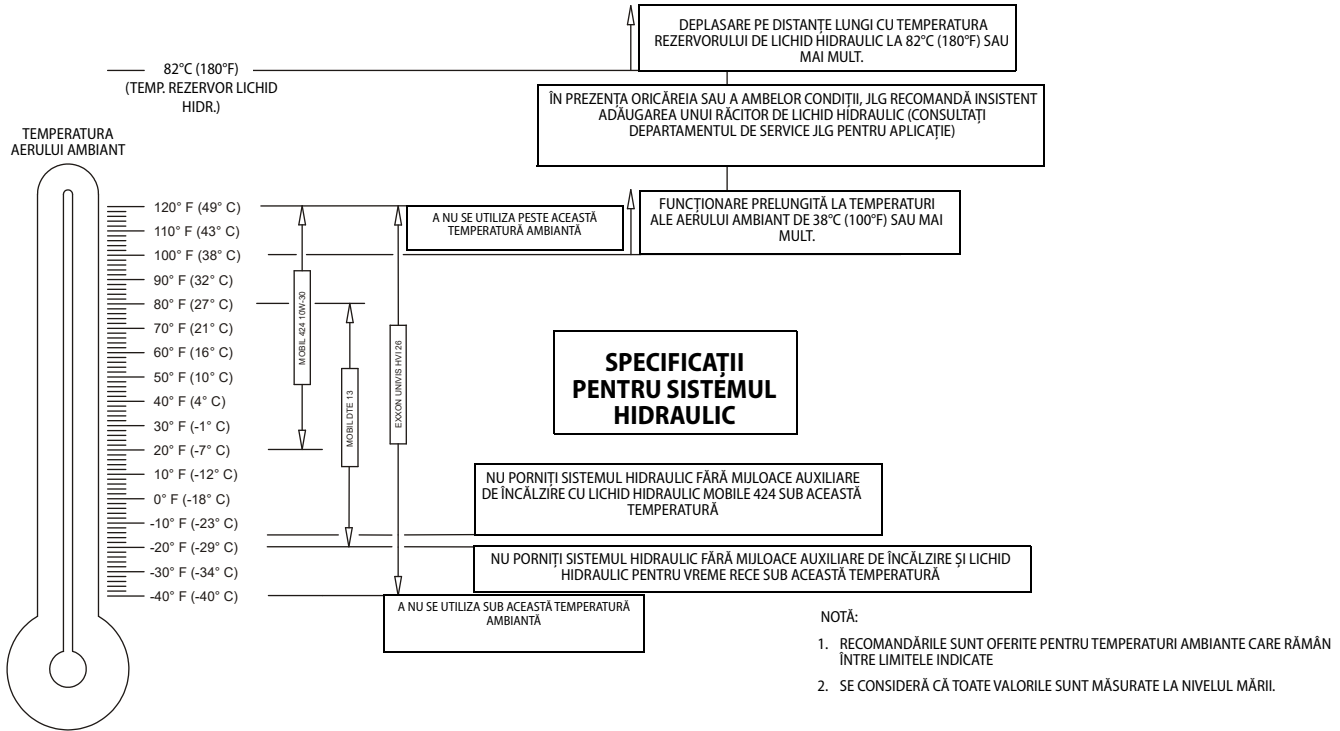 DEPLASARE PE DISTANȚE LUNGI CU TEMPERATURA
REZERVORULUI DE LICHID HIDRAULIC LA 82°C (180°F) SAU
MAI MULT.
82°C (180°F)
(TEMP. REZERVOR LICHID
HIDR.)
ÎN PREZENȚA ORICĂREIA SAU A AMBELOR CONDIȚII, JLG RECOMANDĂ INSISTENT
ADĂUGAREA UNUI RĂCITOR DE LICHID HIDRAULIC (CONSULTAȚI
DEPARTAMENTUL DE SERVICE JLG PENTRU APLICAȚIE)
TEMPERATURA
AERULUI AMBIANT
120° F (49° C)
110° F (43° C)
100° F (38° C)
90° F (32° C)
80° F (27° C)
70° F (21° C)
60° F (16° C)
50° F (10° C)
40° F (4° C)
30° F (-1° C)
20° F (-7° C)
10° F (-12° C)
0° F (-18° C)
-10° F (-23° C)
-20° F (-29° C)
-30° F (-34° C)
-40° F (-40° C)
MOBIL 424 10W-30
MOBIL DTE 13
EXXON UNIVIS HVI 26
A NU SE UTILIZA PESTE ACEASTĂ
TEMPERATURĂ AMBIANTĂ
FUNCȚIONARE PRELUNGITĂ LA TEMPERATURI
ALE AERULUI AMBIANT DE 38°C (100°F) SAU MAI
MULT.
SPECIFICAȚII
PENTRU SISTEMUL
HIDRAULIC
NU PORNIȚI SISTEMUL HIDRAULIC FĂRĂ MIJLOACE AUXILIARE
DE ÎNCĂLZIRE CU LICHID HIDRAULIC MOBILE 424 SUB ACEASTĂ
TEMPERATURĂ
NU PORNIȚI SISTEMUL HIDRAULIC FĂRĂ MIJLOACE AUXILIARE DE ÎNCĂLZIRE ȘI LICHID
HIDRAULIC PENTRU VREME RECE SUB ACEASTĂ TEMPERATURĂ
A NU SE UTILIZA SUB ACEASTĂ TEMPERATURĂ
AMBIANTĂ
NOTĂ:
1. RECOMANDĂRILE SUNT OFERITE PENTRU TEMPERATURI AMBIANTE CARE RĂMÂN
ÎNTRE LIMITELE INDICATE
2. SE CONSIDERĂ CĂ TOATE VALORILE SUNT MĂSURATE LA NIVELUL MĂRII.